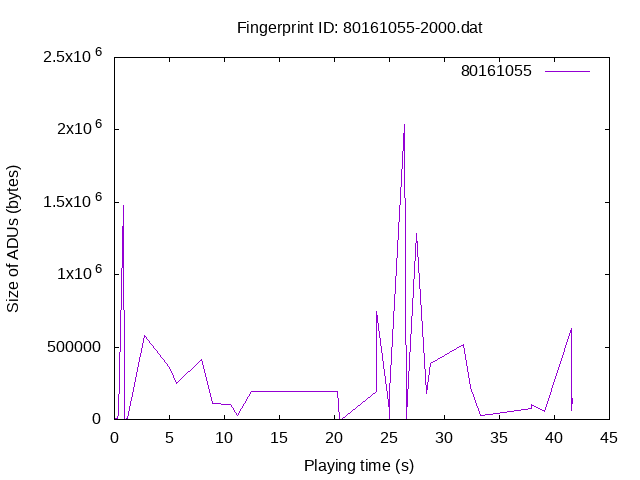 Fingerprint ID: 80161055-2000.dat
2.5x10 6
80161055
2x10 6
1.5x10 6
1x10 6
500000
0
Size of ADUs (bytes)
0 5 10 15 20 25 30 35 40 45
Playing time (s)